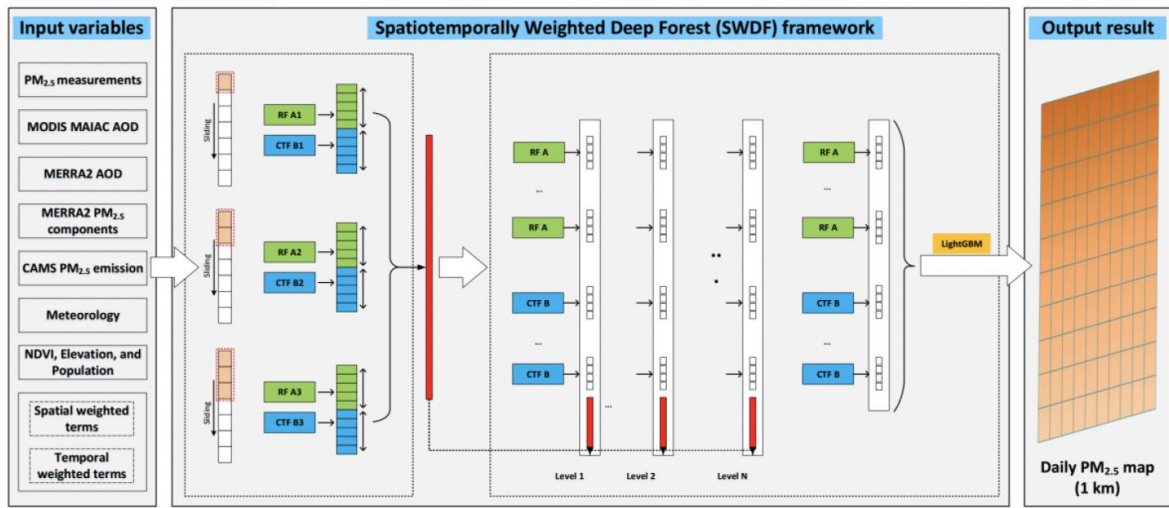 Input variables
PM2.5 measurements
MODIS MAIAC AOD
MERRA2 AOD
MERRA2 PM2.5
components
CAMS PM2.5 emission
Meteorology
NDVI, Elevation, and
Population
Spatial weighted
terms
Temporal
weighted terms
Spatiotemporally Weighted Deep Forest (SWDF) framework
Sliding
RF A1
CTF B1
Sliding
RF A2
CTF B2
Sliding
RF A3
CTF B3
RF A
...
RF A
CTF B
...
CTF B
...
Level 1
Level 2
Level N
RF A
...
RF A
CTF B
...
CTF B
LightGBM
Output result
Daily PM2.5 map
(1 km)